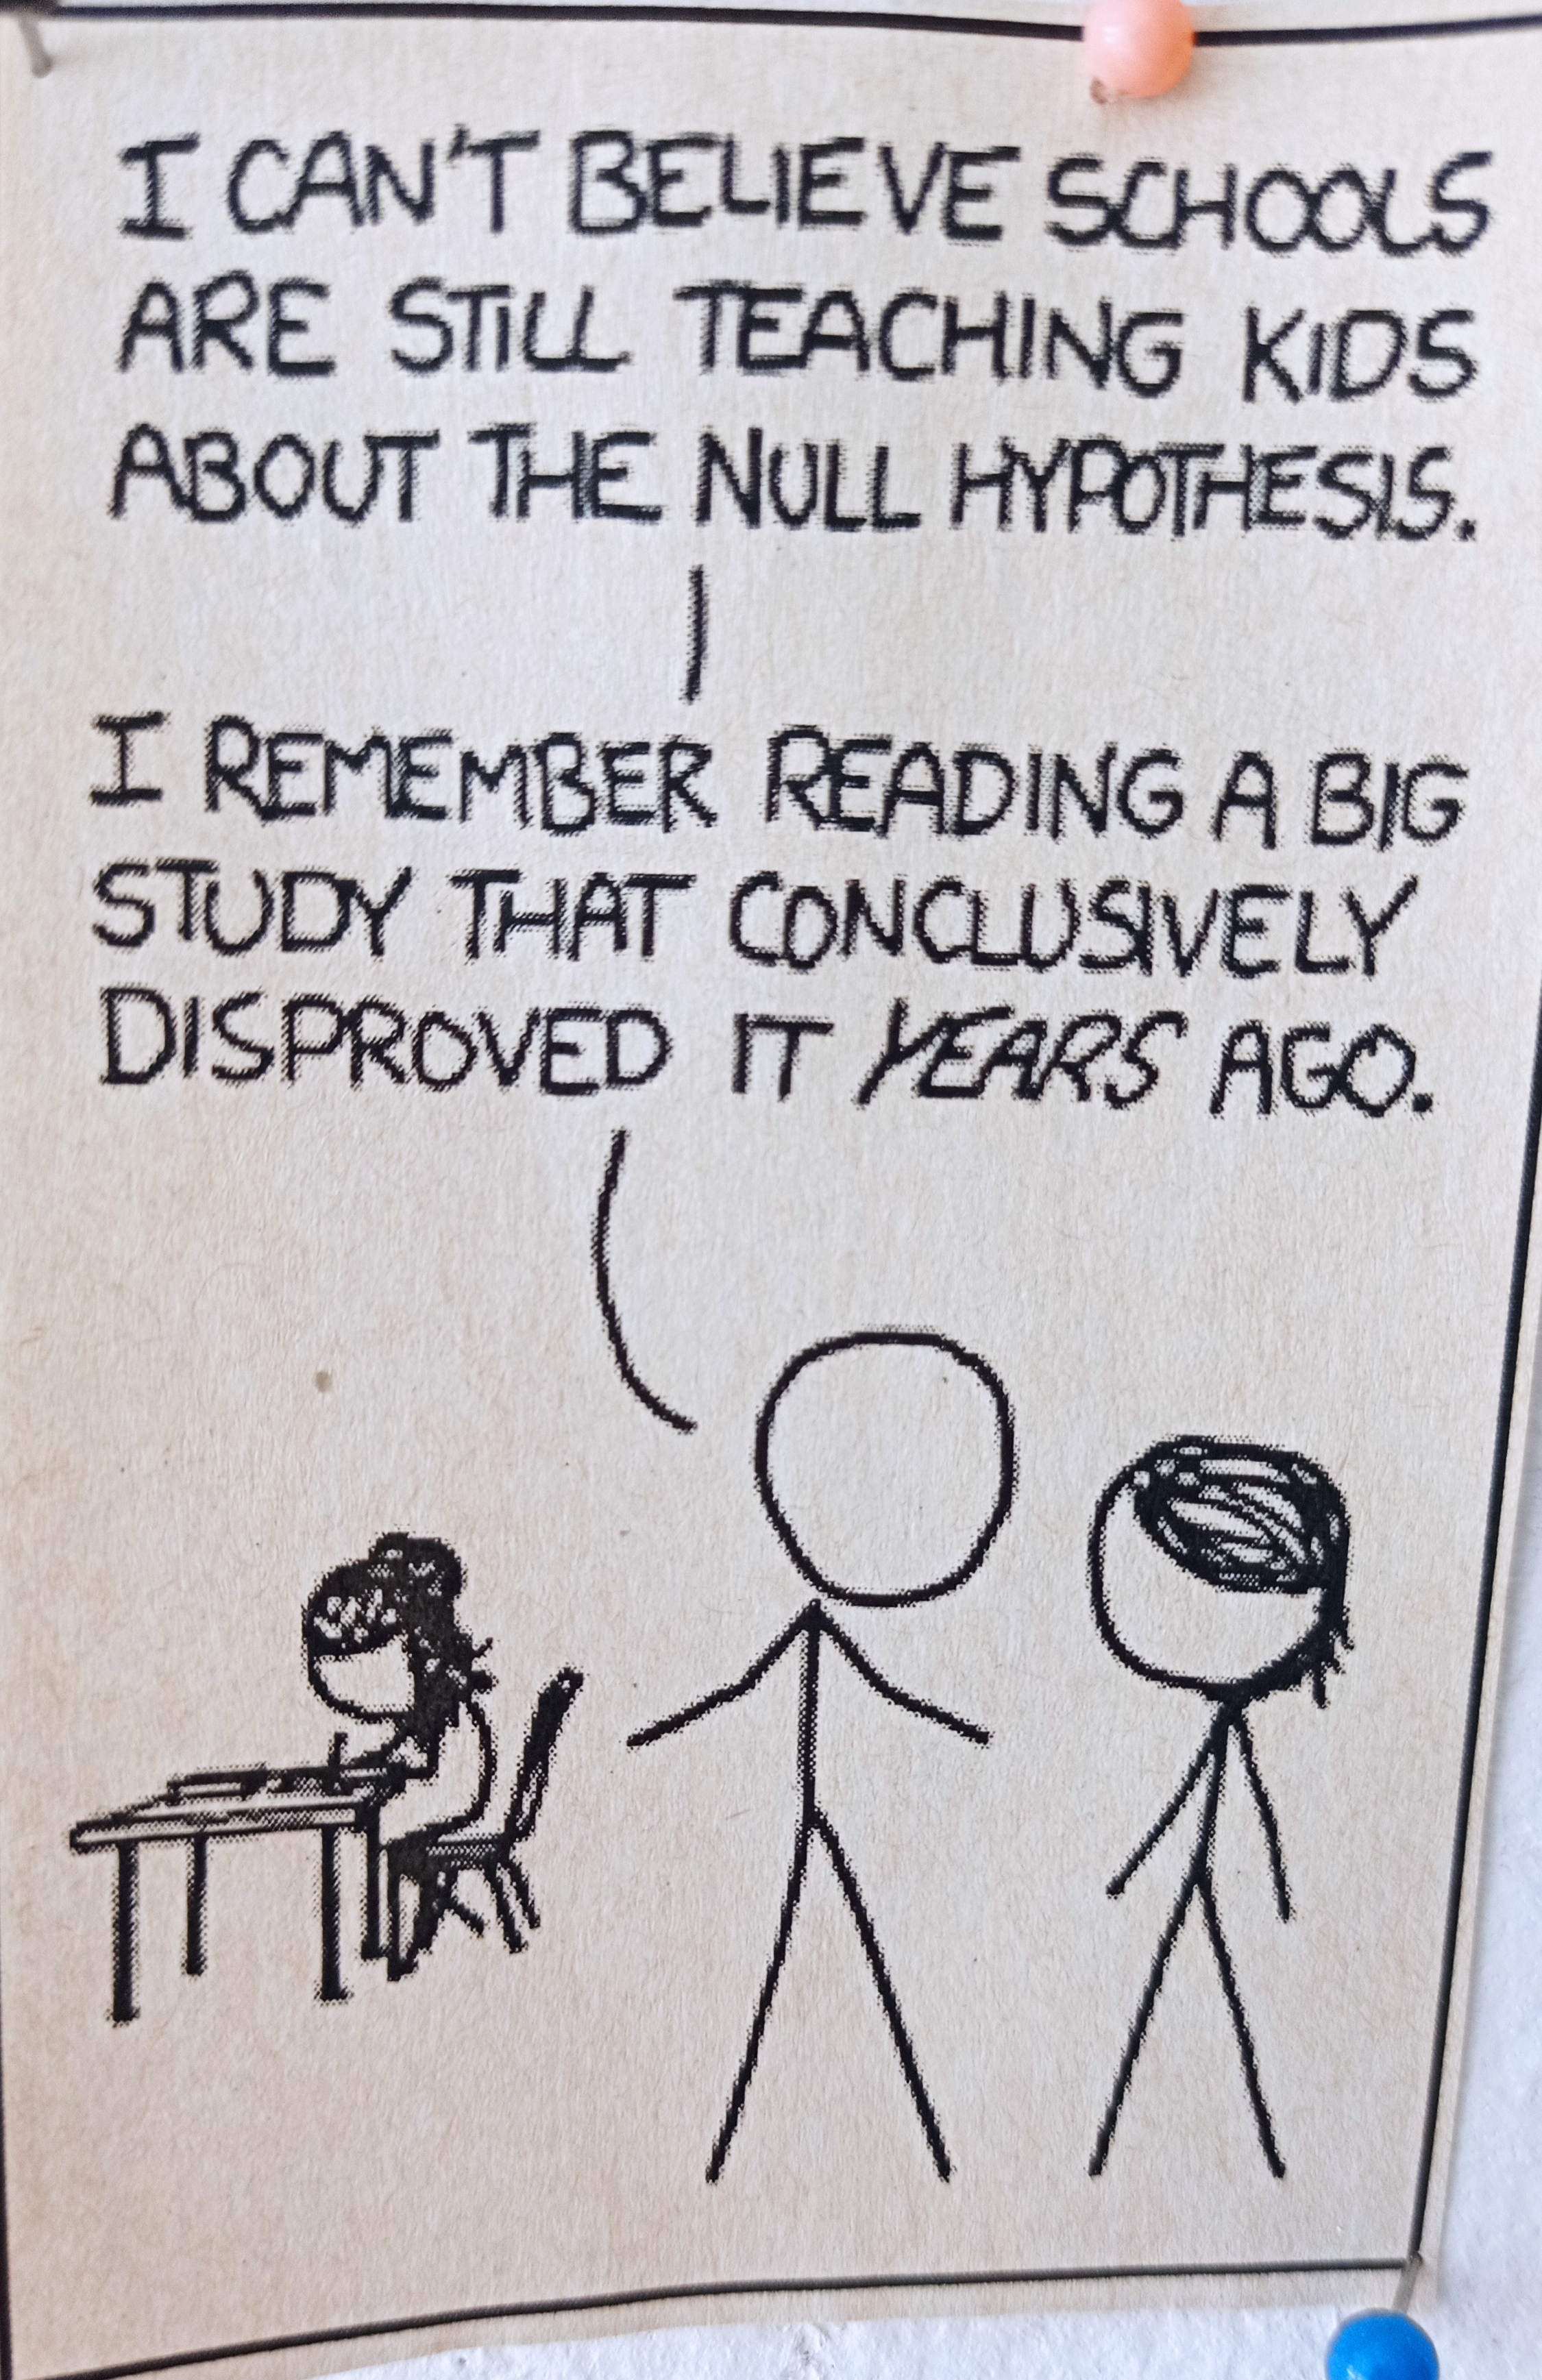 I CAN'T BELIEVE SCHOOLS
ARE STILL TEACHING KIDS
ABOUT THE NULL HYPOTHESIS.
I REMEMBER READING A BIG
STUDY THAT CONCLUSIVELY
DISPROVED IT YEARS AGO.